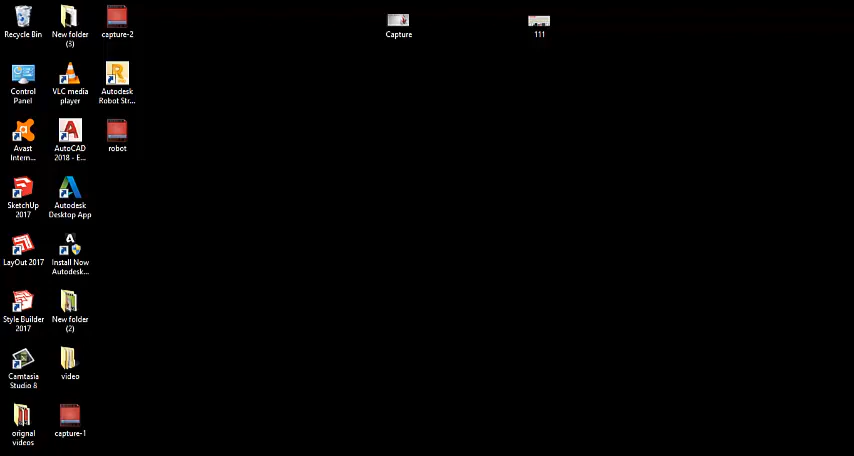 Recycle Bin
New folder
(3)
capture-2
Capture
111
Control
Panel
VLC media
player
Autodesk
Robot Str...
Avast
Intern...
AutoCAD
2018 - E...
robot
SketchUp
2017
Autodesk
Desktop App
LayOut 2017
Install Now
Autodesk...
Style Builder
2017
New folder
(2)
Camtasia
Studio 8
video
orignal
videos
capture-1